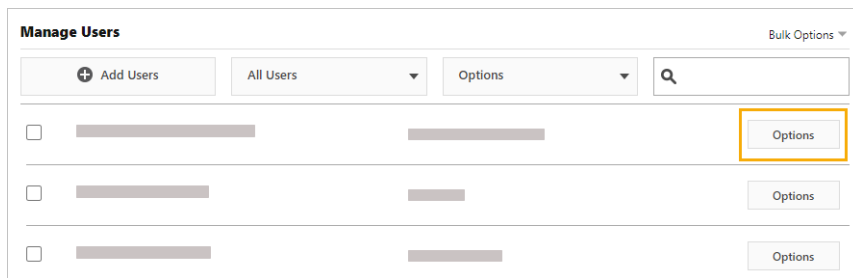 Manage Users
Bulk Options
Add Users
All Users
Options
Options
Options
Options